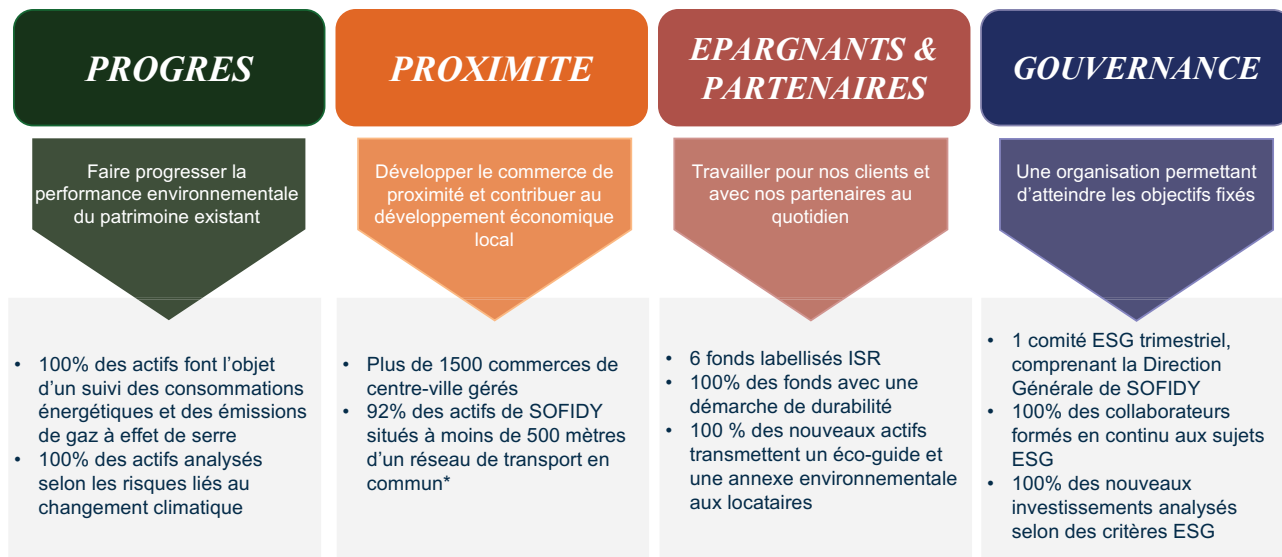 PROGRES
Faire progresser la
performance environnementale
du patrimoine existant
• 100% des actifs font l’objet
d’un suivi des consommations
énergétiques et des émissions
de gaz à effet de serre
• 100% des actifs analysés
selon les risques liés au
changement climatique
PROXIMITE
Développer le commerce de
proximité et contribuer au
développement économique
local
• Plus de 1500 commerces de
centre-ville gérés
• 92% des actifs de SOFIDY
situés à moins de 500 mètres
d’un réseau de transport en
commun*
EPARGNANTS &
PARTENAIRES
Travailler pour nos clients et
avec nos partenaires au
quotidien
• 6 fonds labellisés ISR
• 100% des fonds avec une
démarche de durabilité
• 100 % des nouveaux actifs
transmettent un éco-guide et
une annexe environnementale
aux locataires
GOUVERNANCE
Une organisation permettant
d’atteindre les objectifs fixés
• 1 comité ESG trimestriel,
comprenant la Direction
Générale de SOFIDY
• 100% des collaborateurs
formés en continu aux sujets
ESG
• 100% des nouveaux
investissements analysés
selon des critères ESG